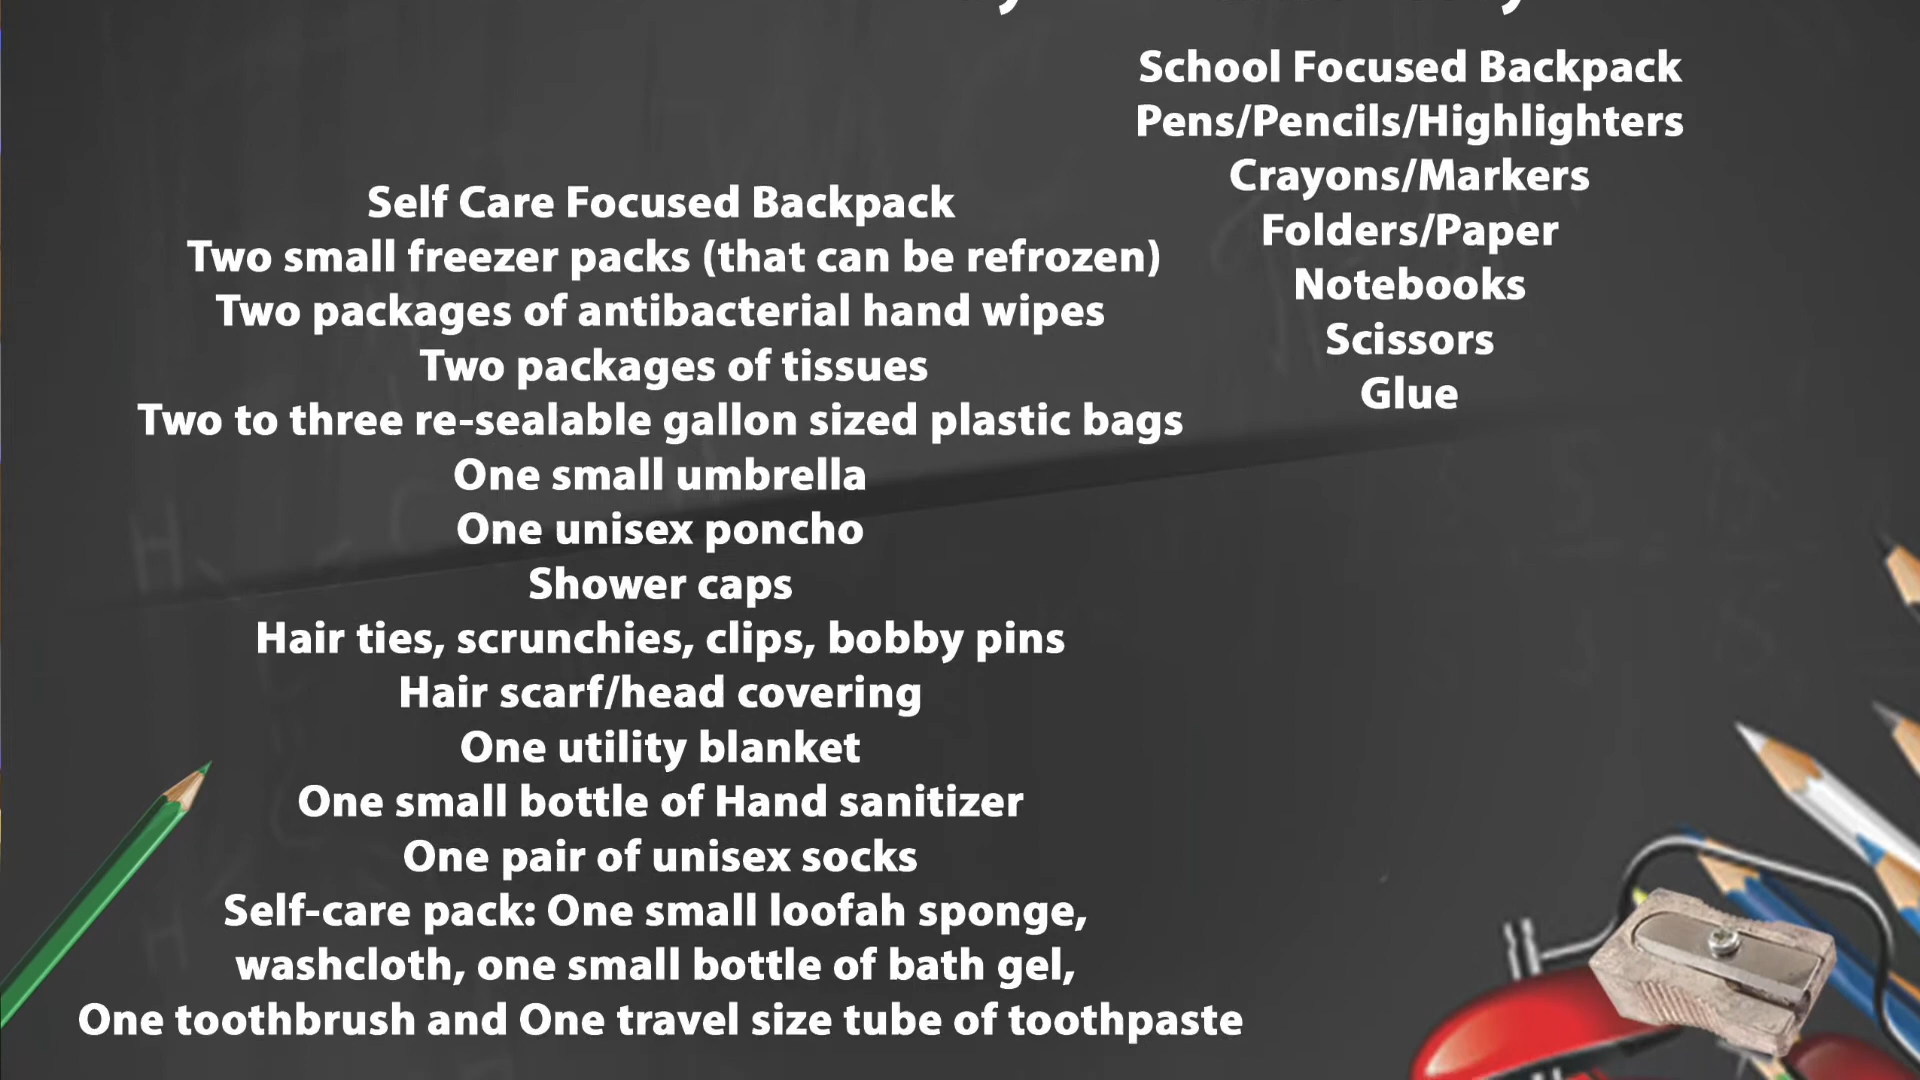 School Focused Backpack
Pens/Pencils/Highlighters
Crayons/Markers
Folders/Paper
Notebooks
Scissors
Glue
Self Care Focused Backpack
Two small freezer packs (that can be refrozen)
Two packages of antibacterial hand wipes
Two packages of tissues
Two to three re-sealable gallon sized plastic bags
One small umbrella
One unisex poncho
Shower caps
Hair ties, scrunchies, clips, bobby pins
Hair scarf/head covering
One utility blanket
One small bottle of Hand sanitizer
One pair of unisex socks
Self-care pack: One small loofah sponge,
washcloth, one small bottle of bath gel,
One toothbrush and One travel size tube of toothpaste